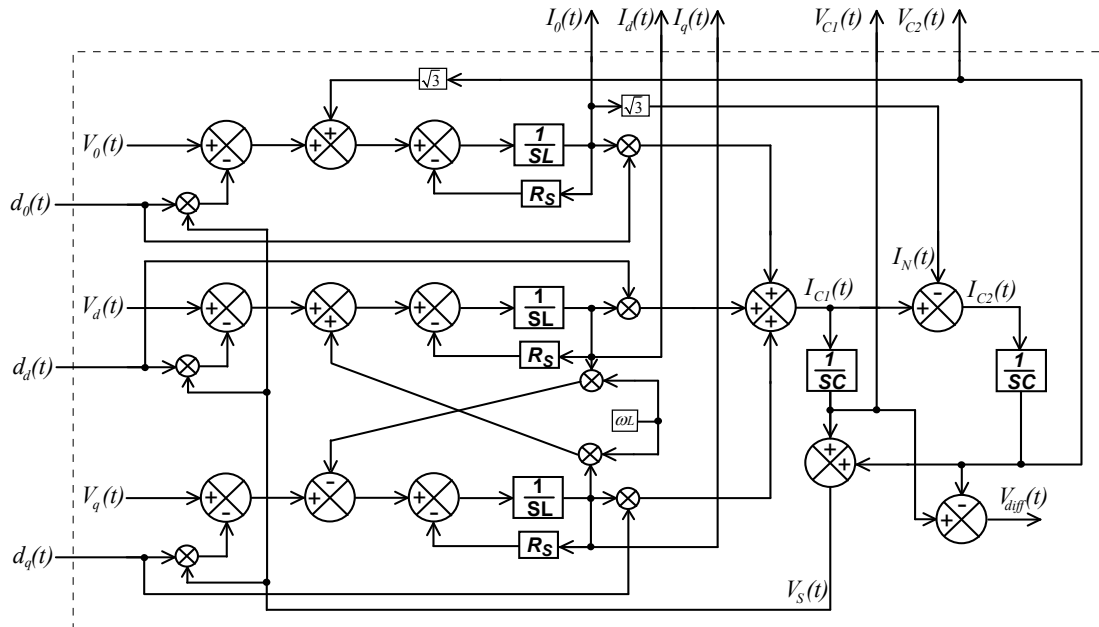 I0(t) Id(t) Iq(t) VC1(t) VC2(t)
√3
√3
V0(t) + - + + + - 1/SL
RS
d0(t)
IN(t)
Vd(t) + - + + + - 1/SL + + + IC1(t) + - IC2(t)
RS
1/SC 1/SC
dd(t)
ωL
+ +
Vq(t) + - + - + - 1/SL
+ - Vdiff(t)
RS
dq(t)
VS(t)